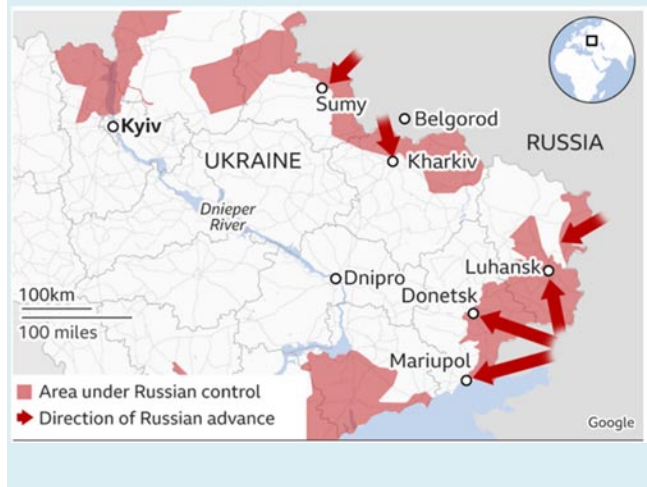 Sumy
Belgorod
Kyiv
RUSSIA
UKRAINE
Kharkiv
Dnieper
River
Luhansk
Dnipro
100km
Donetsk
100 miles
Mariupol
Area under Russian control
Direction of Russian advance
Google